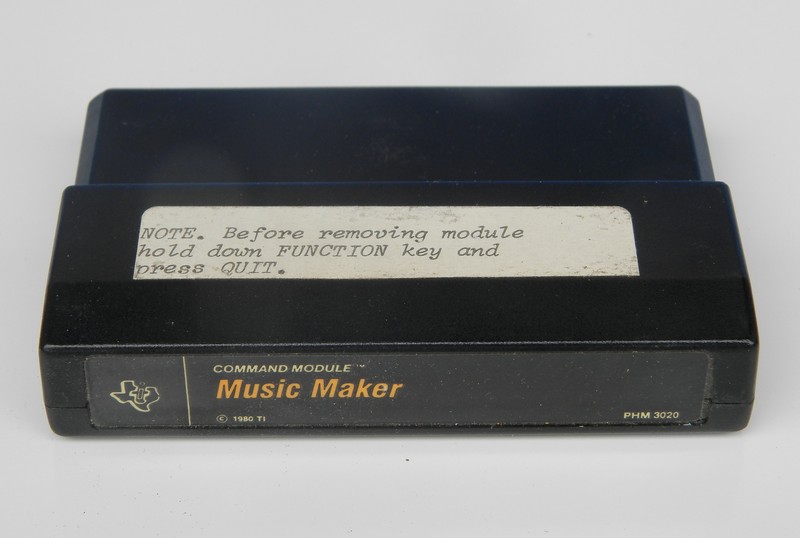 NOTE. Before removing module
hold down FUNCTION key and
press QUIT.
COMMAND MODULE™
Music Maker
© 1980 TI
PHM 3020